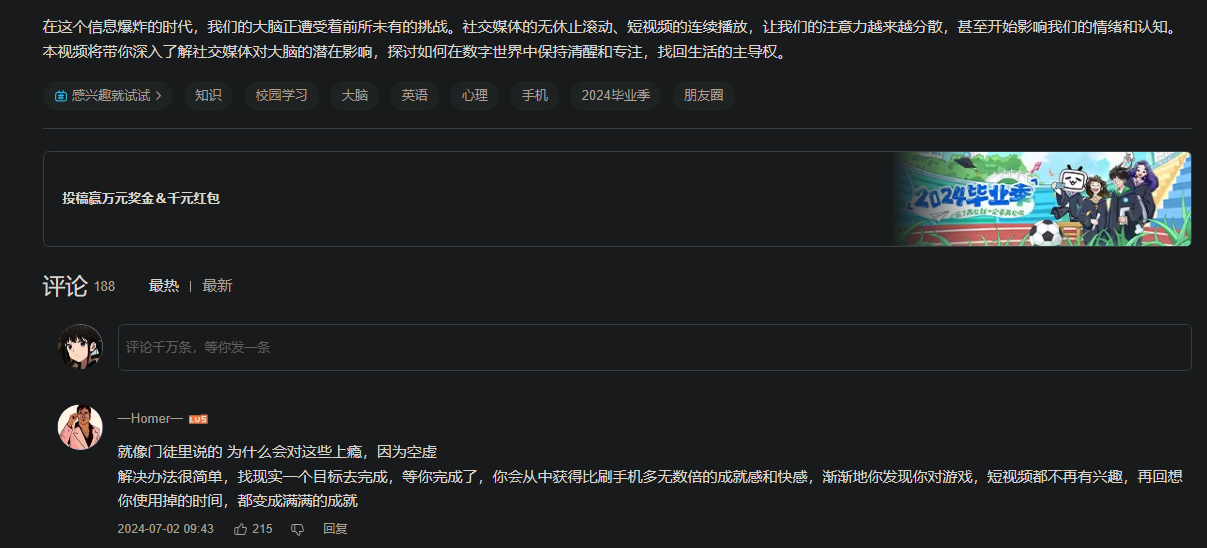 在这个信息爆炸的时代，我们的大脑正遭受着前所未有的挑战。社交媒体的无休止滚动、短视频的连续播放，让我们的注意力越来越分散，甚至开始影响我们的情绪和认知。
本视频将带你深入了解社交媒体对大脑的潜在影响，探讨如何在数字世界中保持清醒和专注，找回生活的主导权。
感兴趣就试试 > 知识 校园学习 大脑 英语 心理 手机 2024毕业季 朋友圈
投稿赢万元奖金＆千元红包
2024毕业季
评论 188 最热 | 最新
评论千万条，等你发一条
—Homer— LV5
就像门徒里说的 为什么会对这些上瘾，因为空虚
解决办法很简单，找现实一个目标去完成，等你完成了，你会从中获得比刷手机多无数倍的成就感和快感，渐渐地你发现你对游戏，短视频都不再有兴趣，再回想
你使用掉的时间，都变成满满的成就
2024-07-02 09:43 215 回复